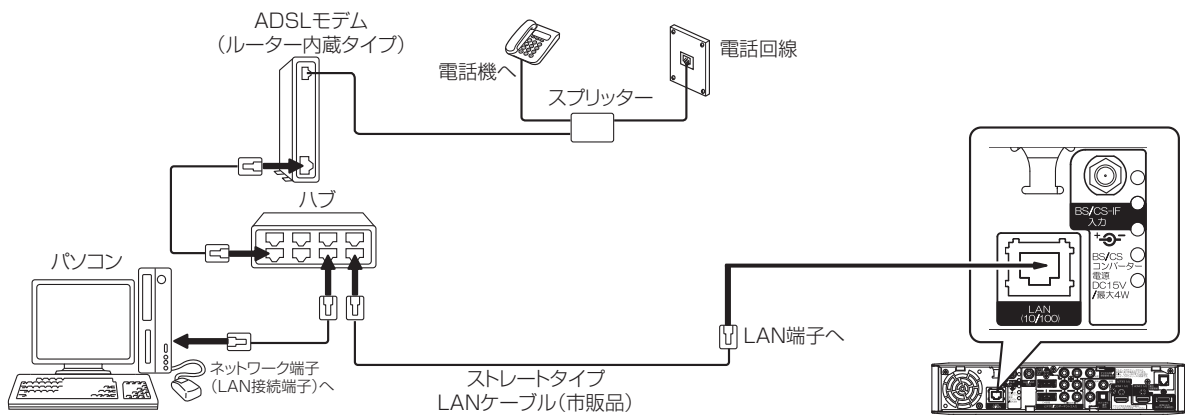 ADSLモデム
（ルーター内蔵タイプ）
電話機へ
電話回線
スプリッター
ハブ
パソコン
ネットワーク端子
（LAN接続端子）へ
ストレートタイプ
LANケーブル（市販品）
LAN端子へ
BS/CS-IF
入力
BS/CS
コンバーター
電源
DC15V
/最大4W
LAN
(10/100)